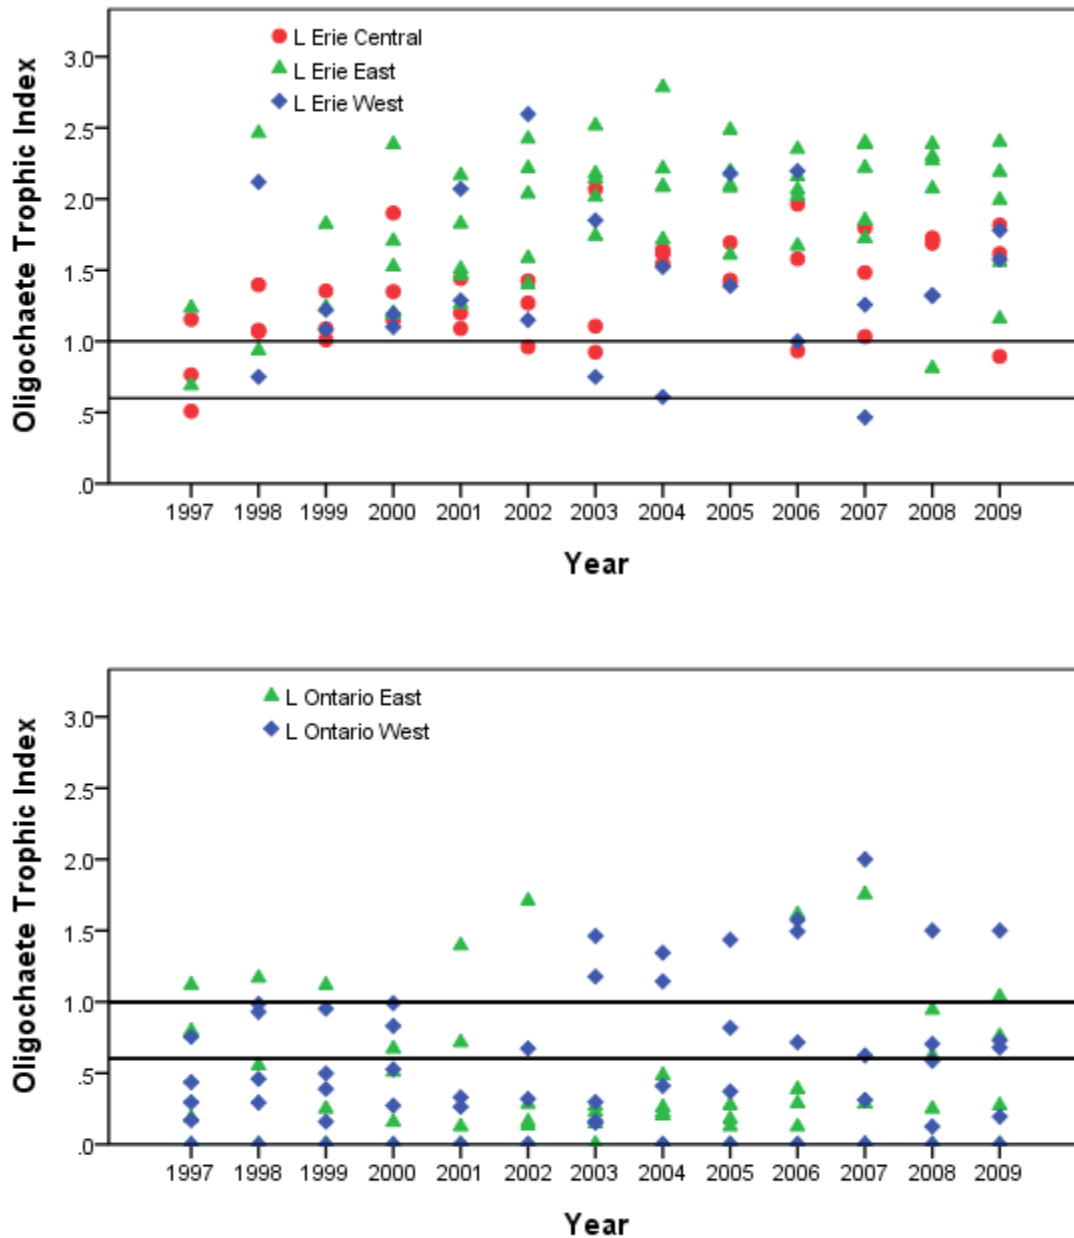 L Erie Central
L Erie East
L Erie West
Oligochaete Trophic Index
3.0
2.5
2.0
1.5
1.0
.5
.0
1997 1998 1999 2000 2001 2002 2003 2004 2005 2006 2007 2008 2009
Year
L Ontario East
L Ontario West
Oligochaete Trophic Index
3.0
2.5
2.0
1.5
1.0
.5
.0
1997 1998 1999 2000 2001 2002 2003 2004 2005 2006 2007 2008 2009
Year